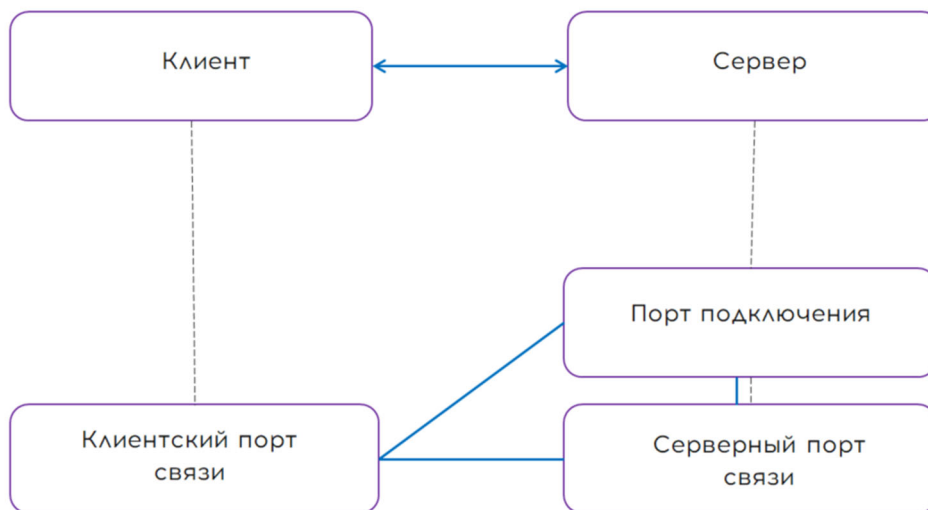 Клиент
Сервер
Порт подключения
Клиентский порт
связи
Серверный порт
связи